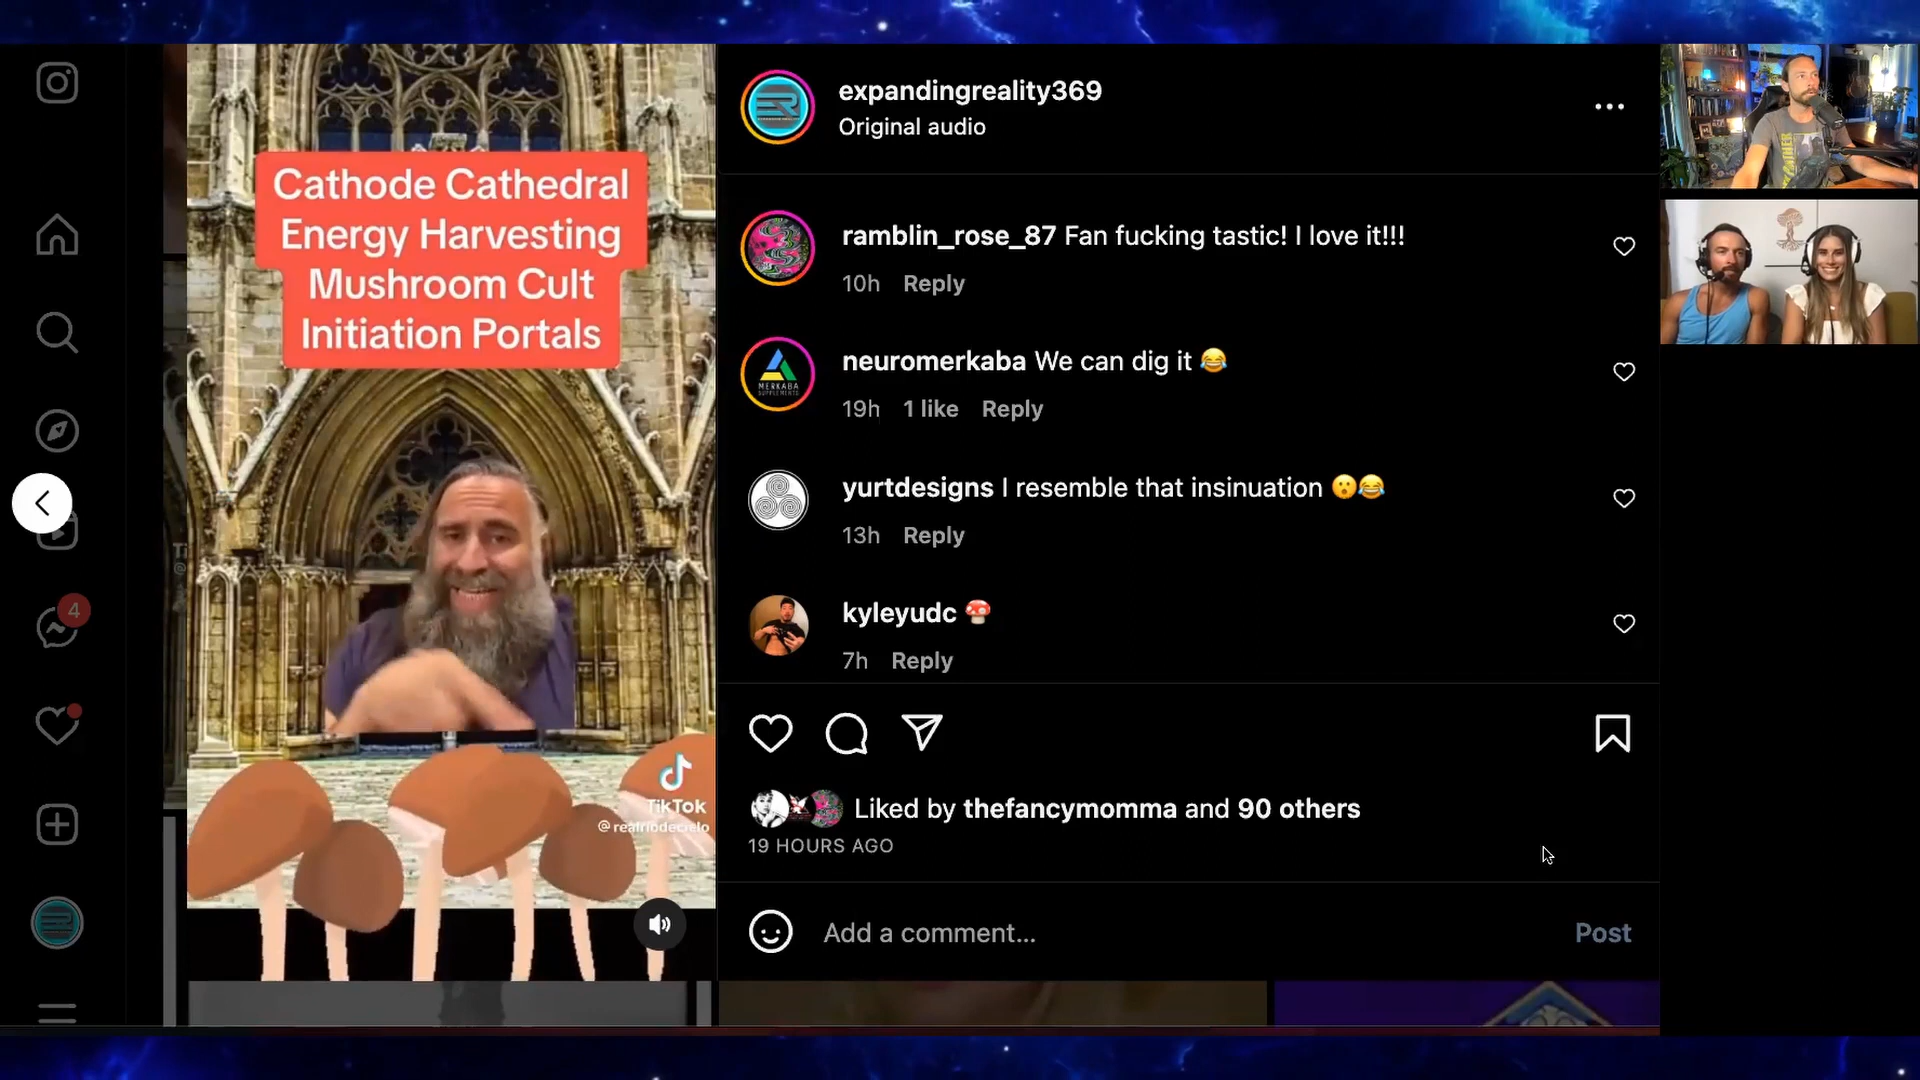 Cathode Cathedral
Energy Harvesting
Mushroom Cult
Initiation Portals
TikTok
@realriodecielo
4
expandingreality369
Original audio
ramblin_rose_87 Fan fucking tastic! I love it!!!
10h Reply
MERKABA
SUPPLEMENTS
neuromerkaba We can dig it 😂
19h 1 like Reply
yurtdesigns I resemble that insinuation 😮😂
13h Reply
kyleyudc 🍄
7h Reply
Liked by thefancymomma and 90 others
19 HOURS AGO
Add a comment...
Post